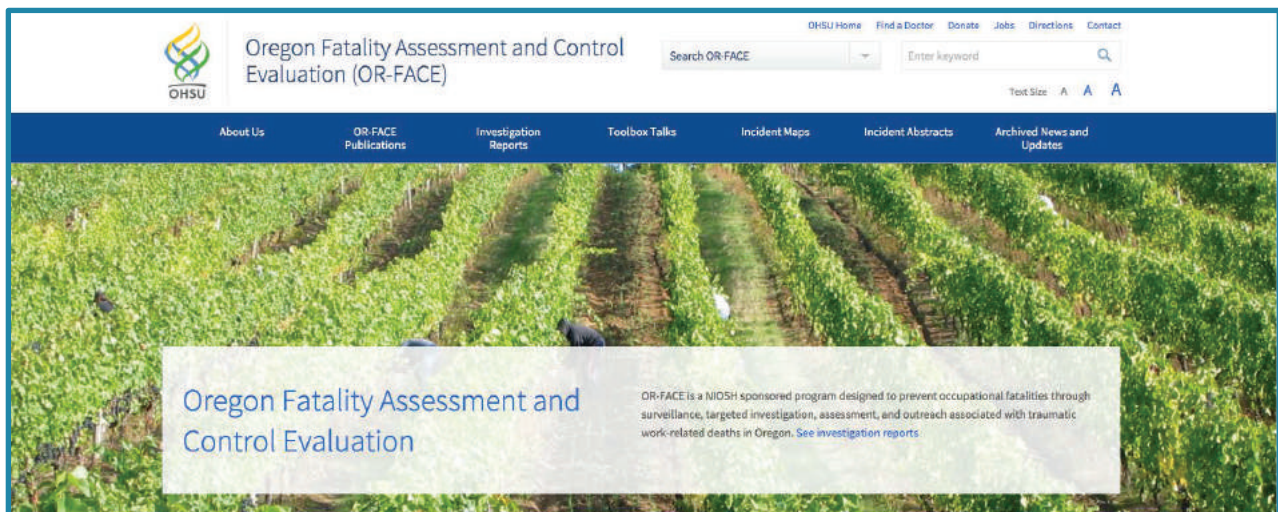 OHSU Home Find a Doctor Donate Jobs Directions Contact
OHSU
Oregon Fatality Assessment and Control
Evaluation (OR-FACE)
Search OR-FACE
Enter keyword
Text Size A A A
About Us
OR-FACE
Publications
Investigation
Reports
Toolbox Talks
Incident Maps
Incident Abstracts
Archived News and
Updates
Oregon Fatality Assessment and
Control Evaluation
OR-FACE is a NIOSH sponsored program designed to prevent occupational fatalities through
surveillance, targeted investigation, assessment, and outreach associated with traumatic
work-related deaths in Oregon. See investigation reports